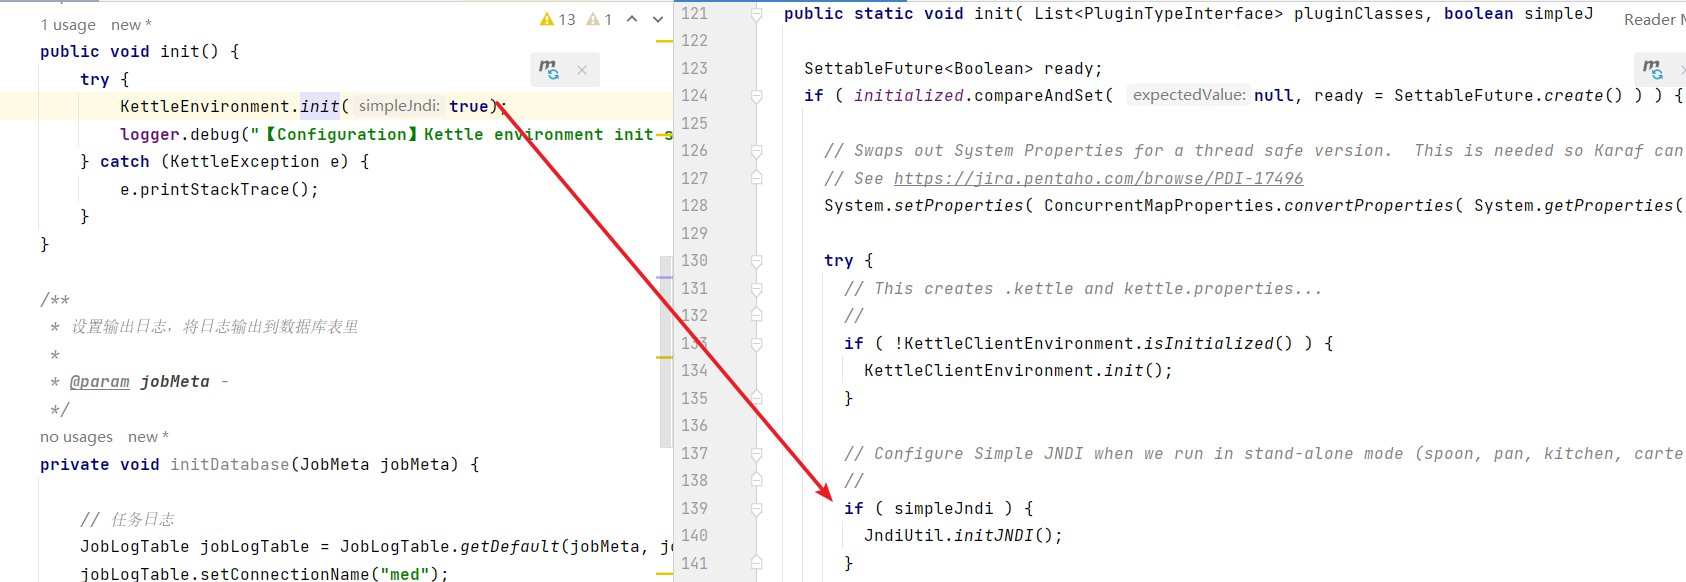 1 usage   new *
13   1
public void init() {
try {
KettleEnvironment.init( simpleJndi: true);
logger.debug("【Configuration】Kettle environment init s
} catch (KettleException e) {
e.printStackTrace();
}
}
/**
* 设置输出日志，将日志输出到数据库表里
*
* @param jobMeta -
*/
no usages   new *
private void initDatabase(JobMeta jobMeta) {
// 任务日志
JobLogTable jobLogTable = JobLogTable.getDefault(jobMeta, jo
jobLogTable.setConnectionName("med");
121 public static void init( List<PluginTypeInterface> pluginClasses, boolean simpleJ
Reader M
122
123 SettableFuture<Boolean> ready;
124 if ( initialized.compareAndSet( expectedValue: null, ready = SettableFuture.create() ) ) {
125
126 // Swaps out System Properties for a thread safe version.  This is needed so Karaf can
127 // See https://jira.pentaho.com/browse/PDI-17496
128 System.setProperties( ConcurrentMapProperties.convertProperties( System.getProperties()
129
130 try {
131 // This creates .kettle and kettle.properties...
132 //
133 if ( !KettleClientEnvironment.isInitialized() ) {
134 KettleClientEnvironment.init();
135 }
136
137 // Configure Simple JNDI when we run in stand-alone mode (spoon, pan, kitchen, carte
138 //
139 if ( simpleJndi ) {
140 JndiUtil.initJNDI();
141 }